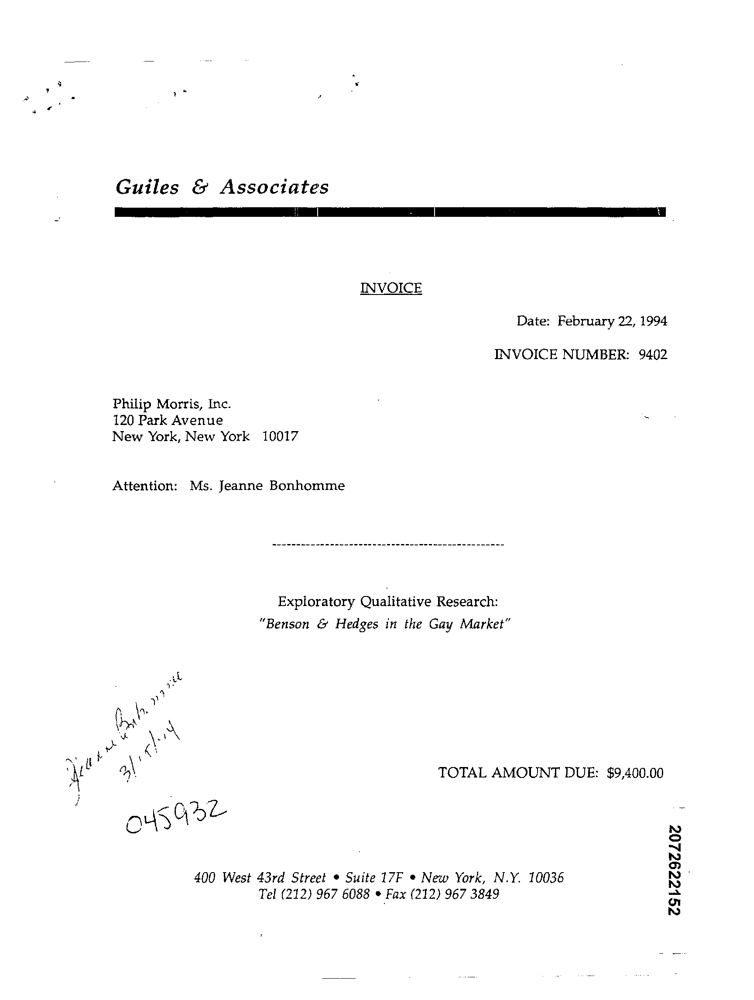 Guiles & Associates
INVOICE
Date: February 22, 1994
INVOICE NUMBER: 9402
Philip Morris, Inc.
120 Park Avenue
New York, New York 10017
Attention: Ms. Jeanne Bonhomme
------------------------------------------------
Exploratory Qualitative Research:
"Benson & Hedges in the Gay Market"
Jeanne Bonhomme
3/15/94
TOTAL AMOUNT DUE: $9,400.00
045932
2072622152
400 West 43rd Street • Suite 17F • New York, N.Y. 10036
Tel (212) 967 6088 • Fax (212) 967 3849